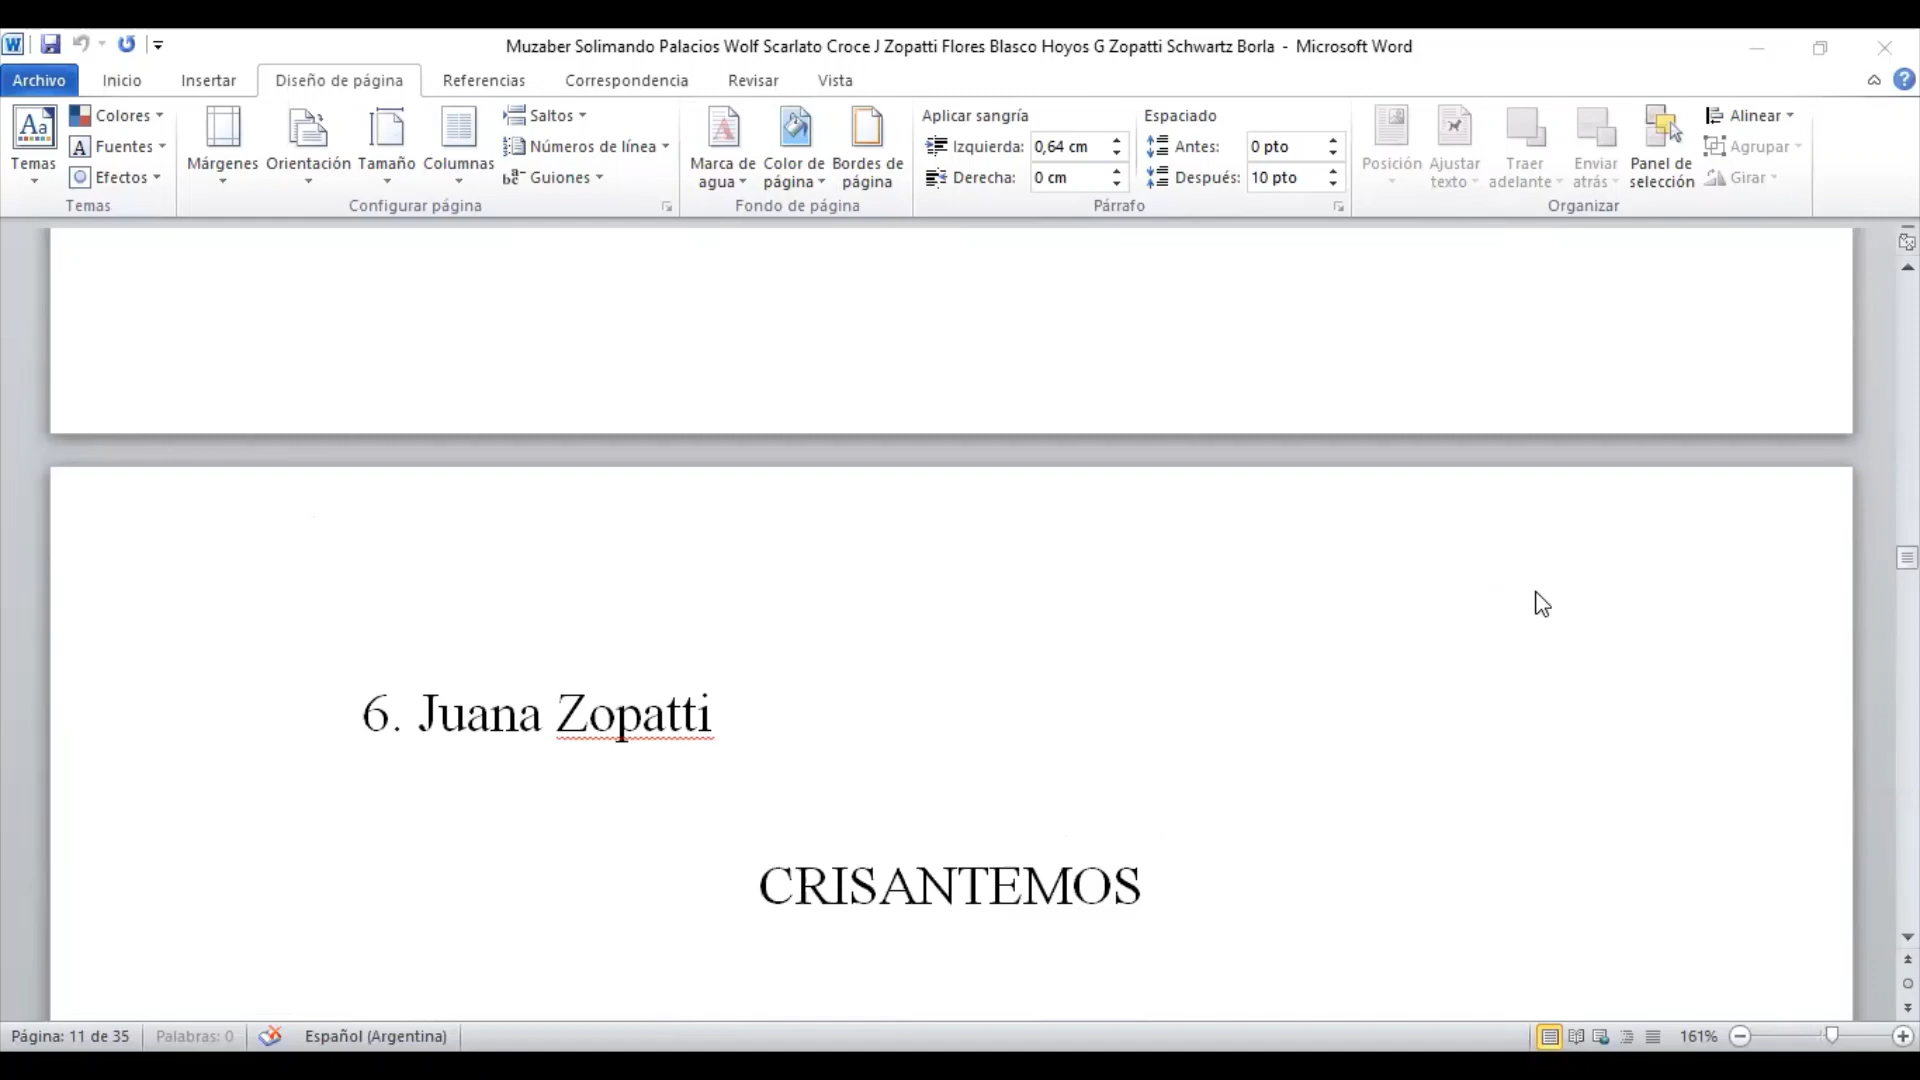 Muzaber Solimando Palacios Wolf Scarlato Croce J Zopatti Flores Blasco Hoyos G Zopatti Schwartz Borla - Microsoft Word
Archivo Inicio Insertar Diseño de página Referencias Correspondencia Revisar Vista
Temas
Colores
Fuentes
Efectos
Temas
Márgenes Orientación Tamaño Columnas
Saltos
Números de línea
Guiones
Configurar página
Marca de agua
Color de página
Bordes de página
Fondo de página
Aplicar sangría
Izquierda: 0,64 cm
Derecha: 0 cm
Espaciado
Antes: 0 pto
Después: 10 pto
Párrafo
Posición
Ajustar texto
Traer adelante
Enviar atrás
Panel de selección
Alinear
Agrupar
Girar
Organizar
6. Juana Zopatti
CRISANTEMOS
Página: 11 de 35 Palabras: 0 Español (Argentina) 161%